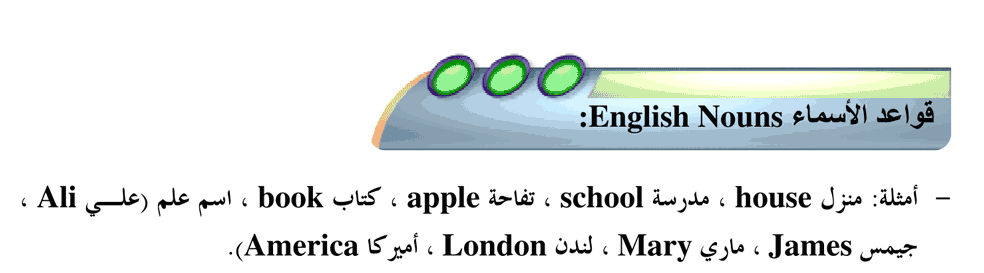 قواعد الأسماء English Nouns:
– أمثلة: منزل house ، مدرسة school ، تفاحة apple ، كتاب book ، اسم علم (علـــي Ali ،
جيمس James ، ماري Mary ، لندن London ، أميركا America).